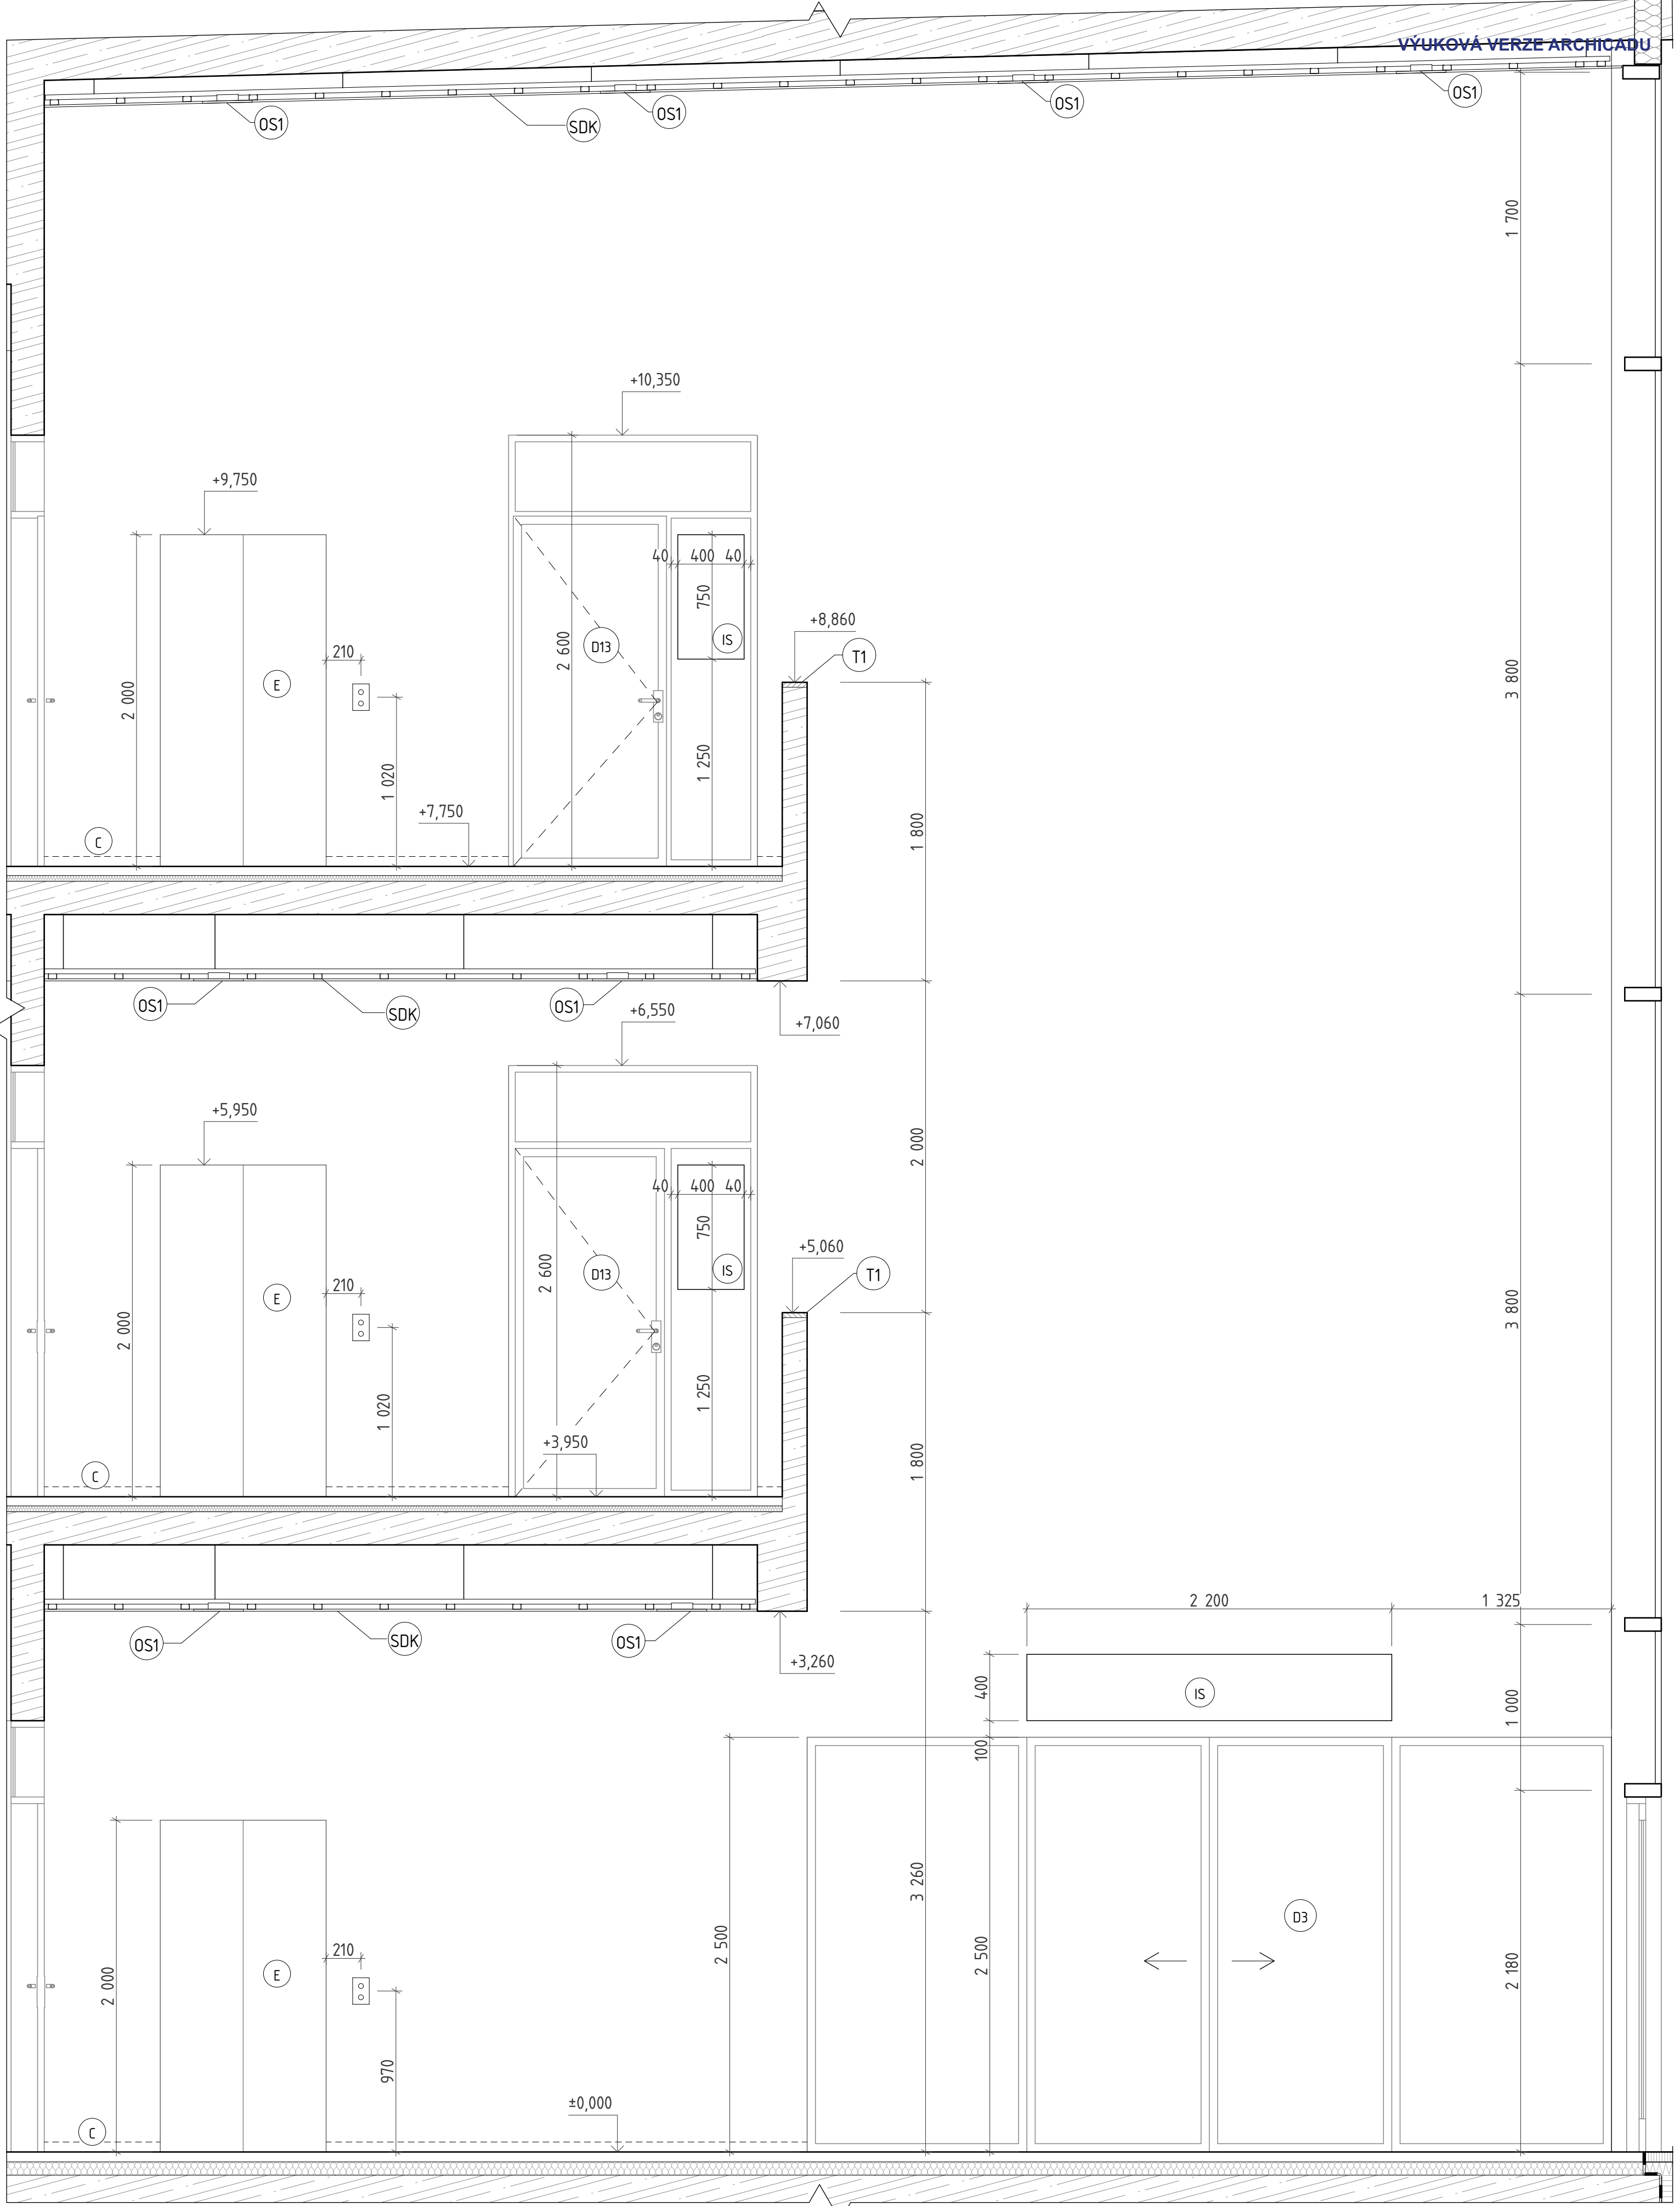 VÝUKOVÁ VERZE ARCHICADU
OS1
SDK
OS1
OS1
OS1
1 700
+10,350
+9,750
40 400 40
750
IS
2 600
D13
+8,860
T1
210
E
2 000
3 800
1 020
1 250
+7,750
1 800
C
OS1
SDK
OS1
+6,550
+7,060
+5,950
2 000
40 400 40
750
IS
2 600
D13
+5,060
T1
210
E
2 000
3 800
1 020
1 250
+3,950
1 800
C
2 200
1 325
OS1
SDK
OS1
+3,260
400
IS
1 000
100
3 260
D3
2 500
2 500
2 180
210
E
2 000
970
±0,000
C